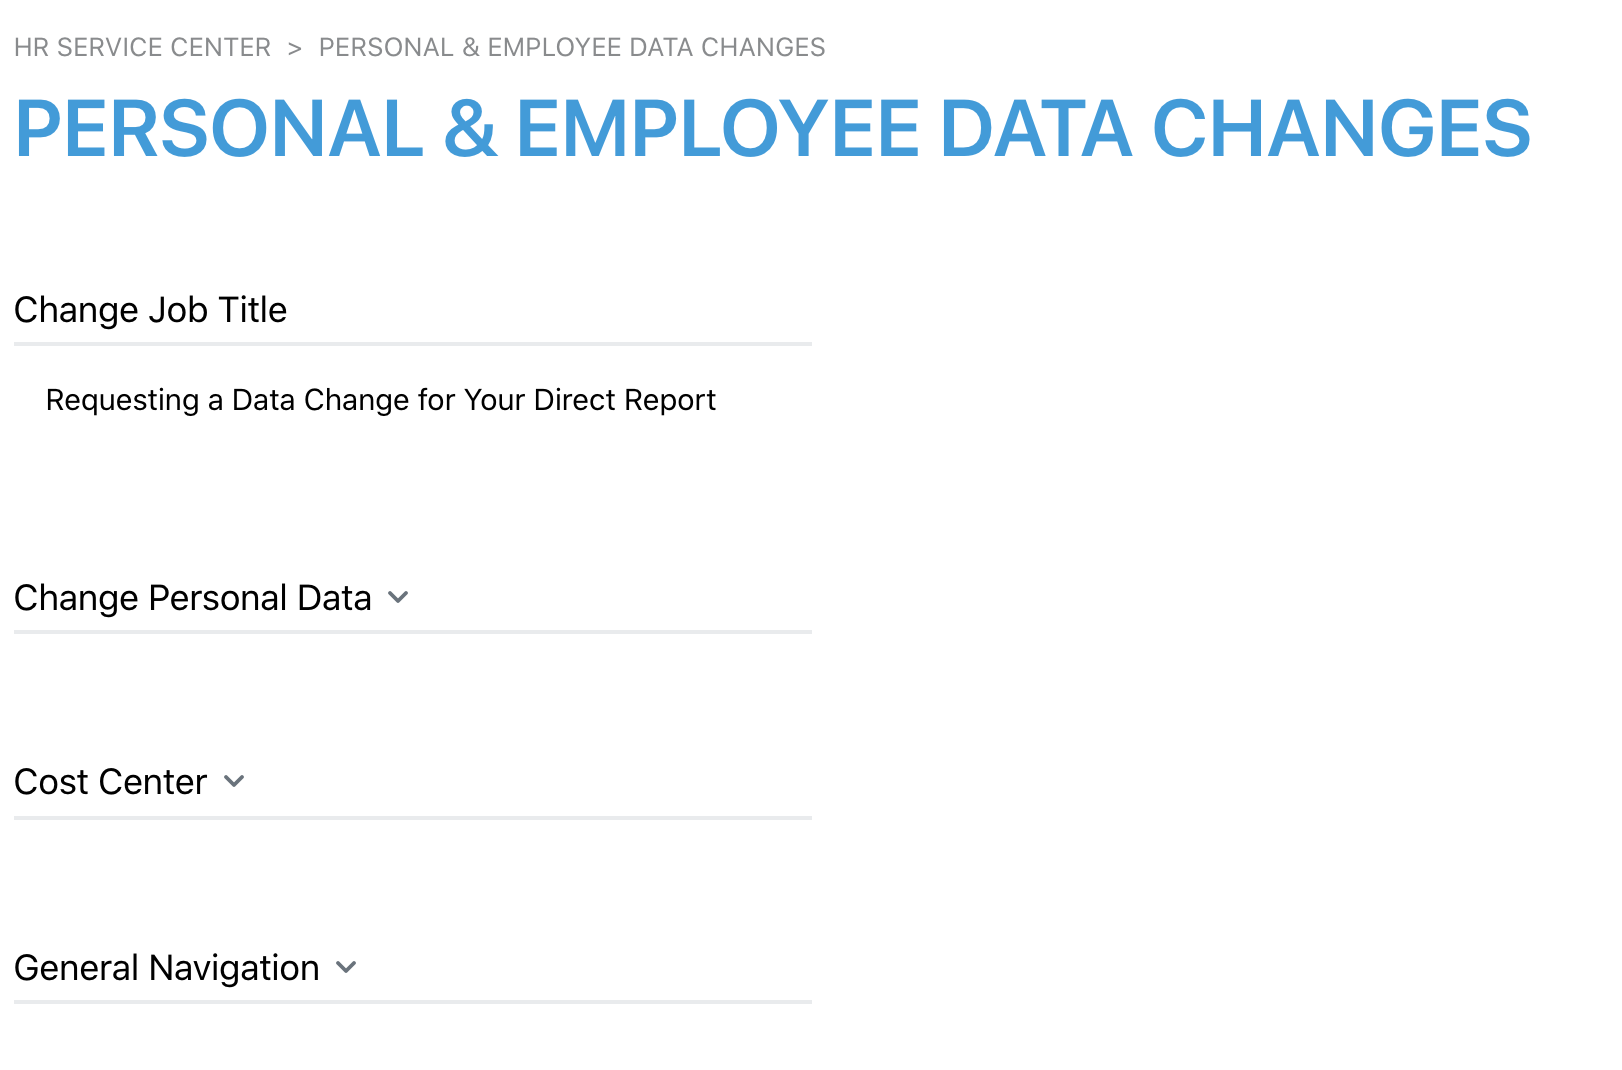 HR SERVICE CENTER > PERSONAL & EMPLOYEE DATA CHANGES
PERSONAL & EMPLOYEE DATA CHANGES
Change Job Title
Requesting a Data Change for Your Direct Report
Change Personal Data
Cost Center
General Navigation